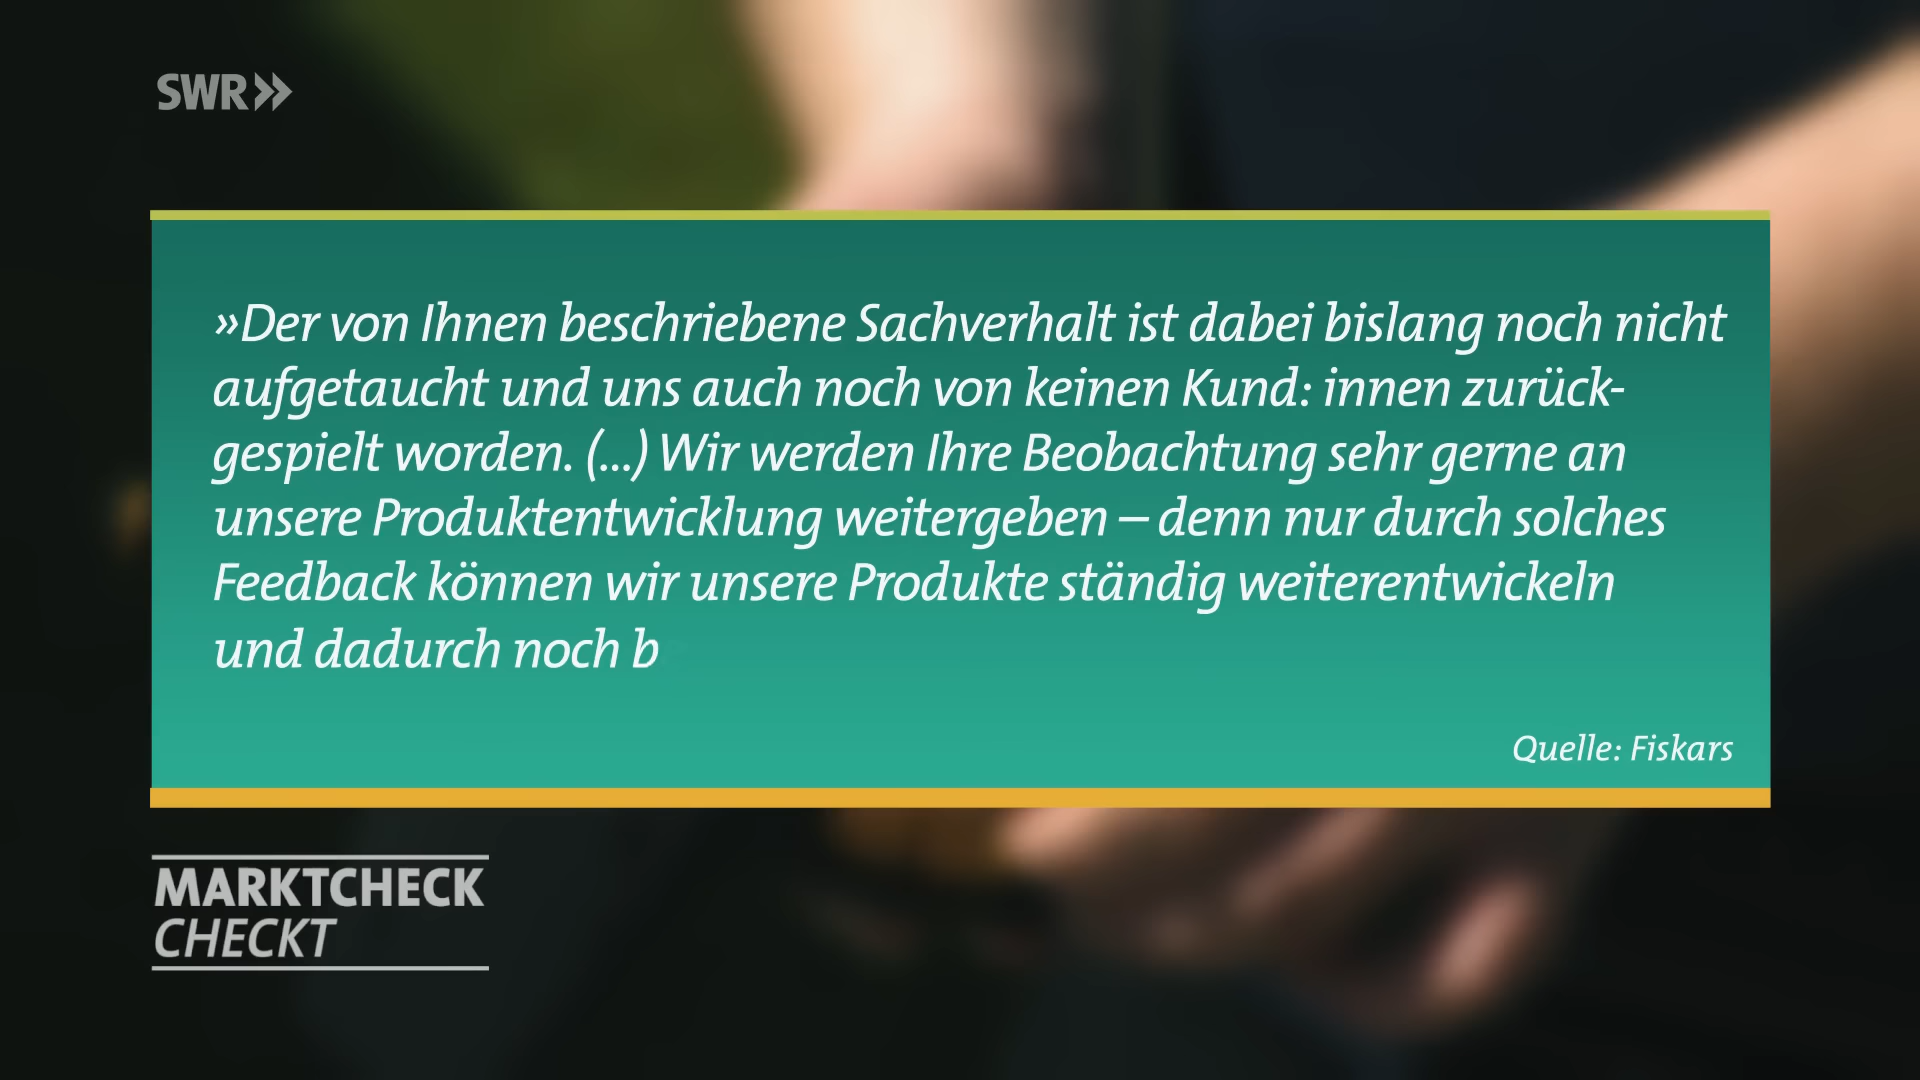 SWR»
»Der von Ihnen beschriebene Sachverhalt ist dabei bislang noch nicht
aufgetaucht und uns auch noch von keinen Kund: innen zurück-
gespielt worden. (...) Wir werden Ihre Beobachtung sehr gerne an
unsere Produktentwicklung weitergeben – denn nur durch solches
Feedback können wir unsere Produkte ständig weiterentwickeln
und dadurch noch b
Quelle: Fiskars
MARKTCHECK
CHECKT